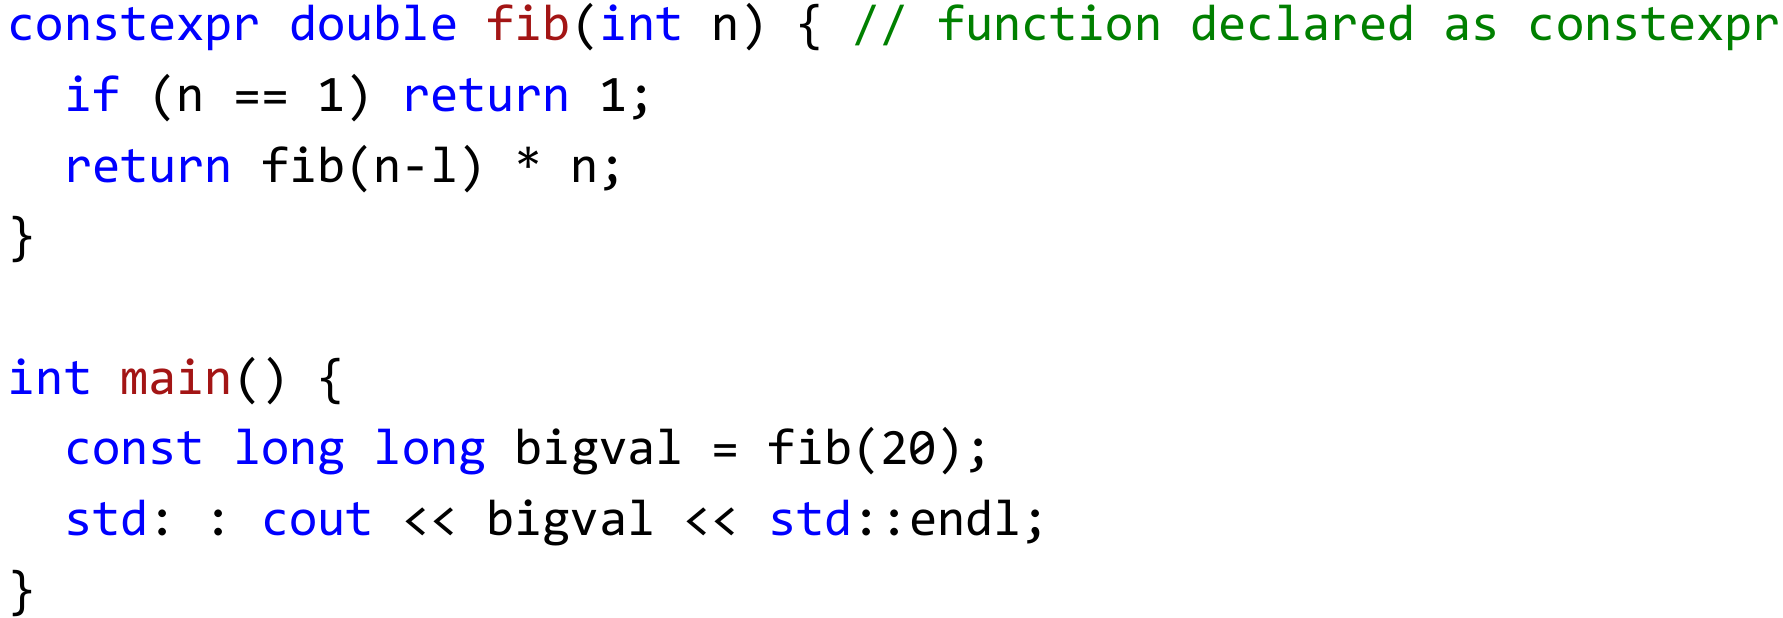 constexpr double fib(int n) { // function declared as constexpr
  if (n == 1) return 1;
  return fib(n-l) * n;
}

int main() {
  const long long bigval = fib(20);
  std: : cout << bigval << std::endl;
}